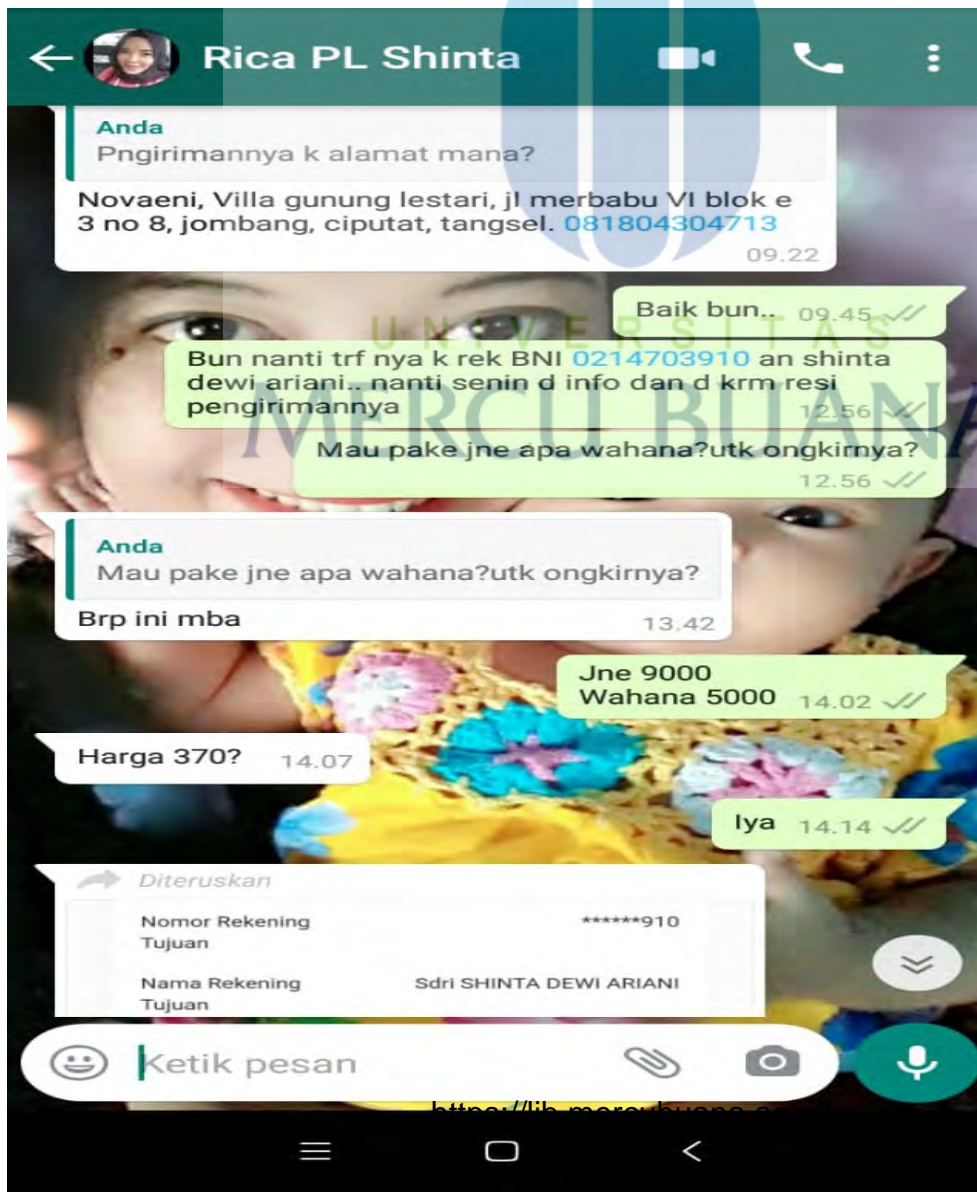 Rica PL Shinta
Anda
Pngirimannya k alamat mana?
Novaeni, Villa gunung lestari, jl merbabu VI blok e
3 no 8, jombang, ciputat, tangsel. 081804304713
09.22
Baik bun.. 09.45
UNIVERSITAS
Bun nanti trf nya k rek BNI 0214703910 an shinta
dewi ariani.. nanti senin d info dan d krm resi
pengirimannya 12.56
MERCU BUANA
Mau pake jne apa wahana?utk ongkirnya?
12.56
Anda
Mau pake jne apa wahana?utk ongkirnya?
Brp ini mba 13.42
Jne 9000
Wahana 5000 14.02
Harga 370? 14.07
Iya 14.14
Diteruskan
Nomor Rekening ******910
Tujuan
Nama Rekening Sdri SHINTA DEWI ARIANI
Tujuan
Ketik pesan